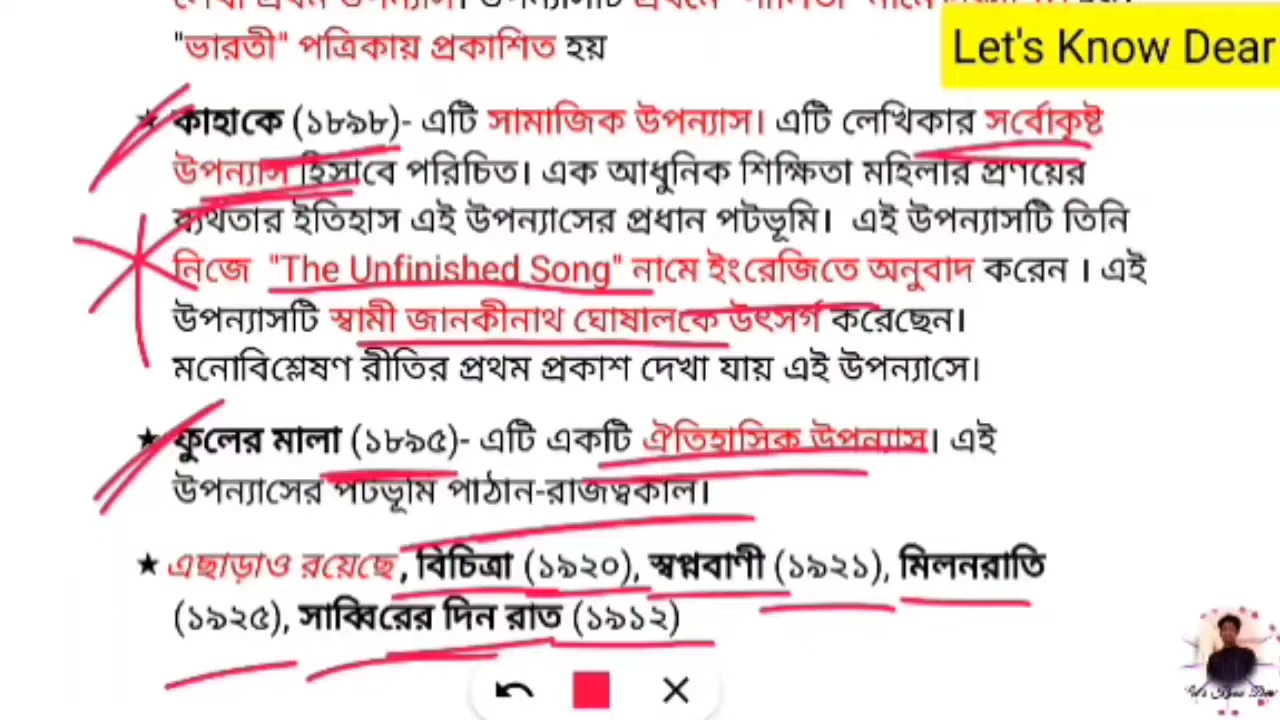 "ভারতী" পত্রিকায় প্রকাশিত হয়
Let's Know Dear
★ কাহাকে (১৮৯৮)- এটি সামাজিক উপন্যাস। এটি লেখিকার সর্বোকৃষ্ট
উপন্যাস হিসাবে পরিচিত। এক আধুনিক শিক্ষিতা মহিলার প্রণয়ের
ব্যর্থতার ইতিহাস এই উপন্যাসের প্রধান পটভূমি। এই উপন্যাসটি তিনি
নিজে "The Unfinished Song" নামে ইংরেজিতে অনুবাদ করেন । এই
উপন্যাসটি স্বামী জানকীনাথ ঘোষালকে উৎসর্গ করেছেন।
মনোবিশ্লেষণ রীতির প্রথম প্রকাশ দেখা যায় এই উপন্যাসে।
★ ফুলের মালা (১৮৯৫)- এটি একটি ঐতিহাসিক উপন্যাস। এই
উপন্যাসের পটভূমি পাঠান-রাজত্বকাল।
★ এছাড়াও রয়েছে, বিচিত্রা (১৯২০), স্বপ্নবাণী (১৯২১), মিলনরাতি
(১৯২৫), সাব্বিরের দিন রাত (১৯১২)
Let's Know Dear